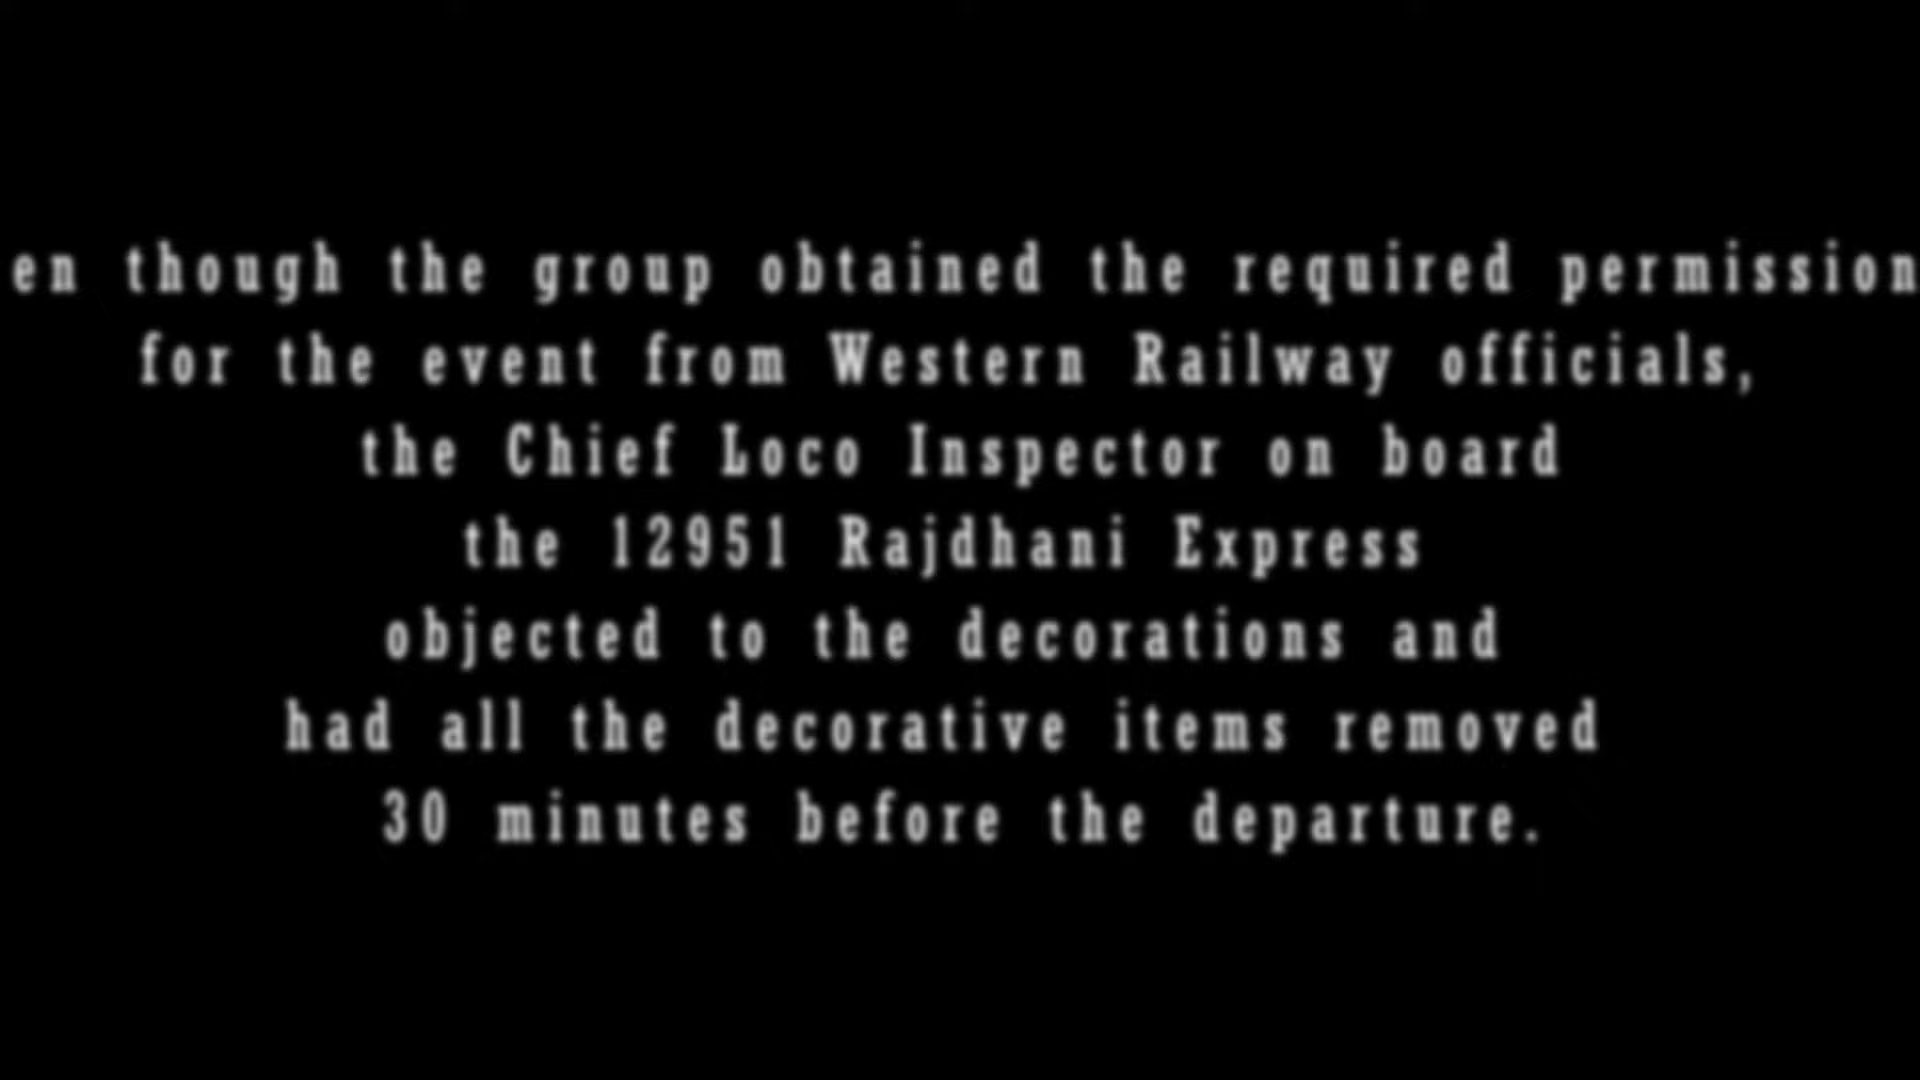 en though the group obtained the required permission
for the event from Western Railway officials,
the Chief Loco Inspector on board
the 12951 Rajdhani Express
objected to the decorations and
had all the decorative items removed
30 minutes before the departure.